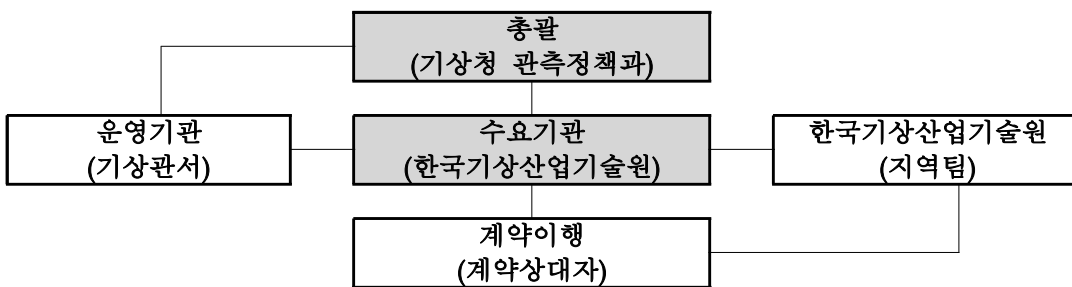 총괄
(기상청 관측정책과)
운영기관
(기상관서)
수요기관
(한국기상산업기술원)
한국기상산업기술원
(지역팀)
계약이행
(계약상대자)